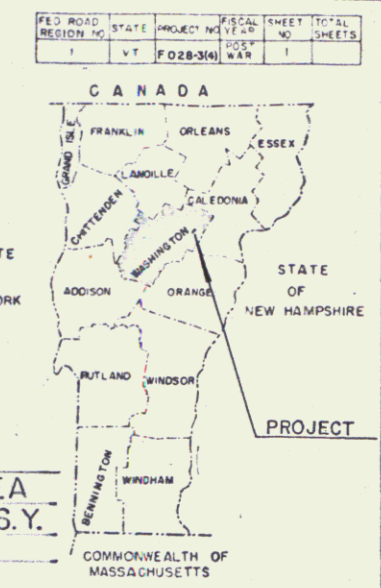 FED ROAD REGION NO STATE PROJECT NO FISCAL YEAR SHEET NO TOTAL SHEETS
1 VT F 028-3(4) POST WAR 1
CANADA
FRANKLIN ORLEANS
GRAND ISLE ESSEX
LAMOILLE
CALEDONIA
CHITTENDEN
WASHINGTON
STATE
OF
NEW HAMPSHIRE
ADDISON ORANGE
RUTLAND WINDSOR
PROJECT
BENNINGTON WINDHAM
S.Y.
COMMONWEALTH OF
MASSACHUSETTS